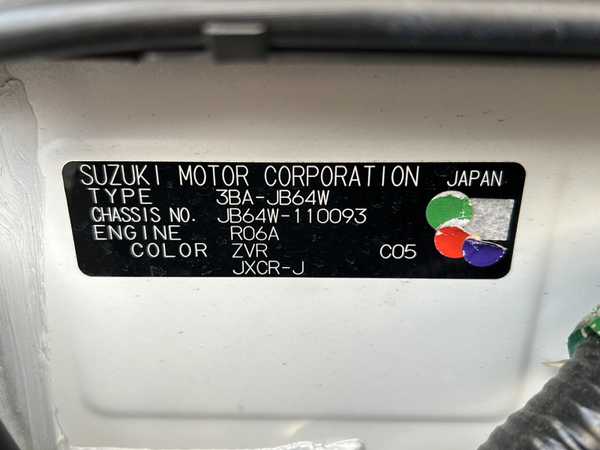 SUZUKI MOTOR CORPORATION JAPAN
TYPE 3BA-JB64W
CHASSIS NO. JB64W-110093
ENGINE R06A
COLOR ZVR C05
JXCR-J